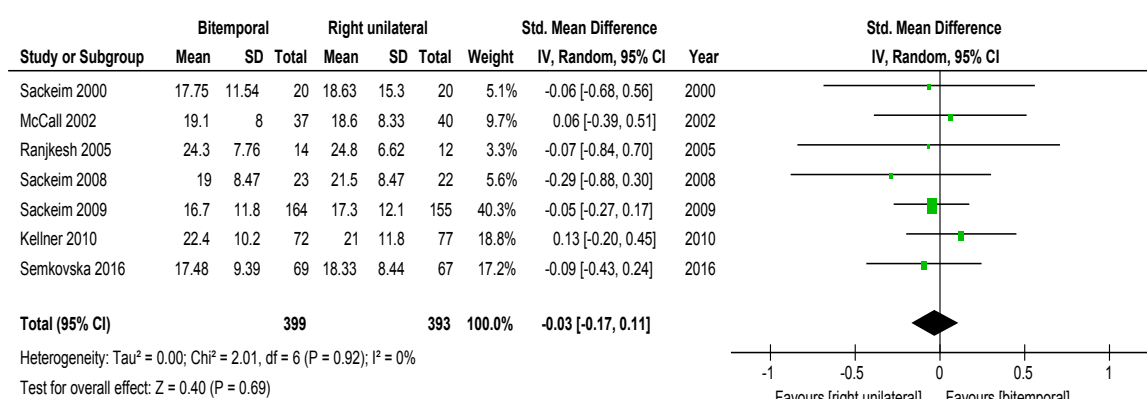 Bitemporal Right unilateral Std. Mean Difference Std. Mean Difference
Study or Subgroup Mean SD Total Mean SD Total Weight IV, Random, 95% CI Year IV, Random, 95% CI
Sackeim 2000 17.75 11.54 20 18.63 15.3 20 5.1% -0.06 [-0.68, 0.56] 2000
McCall 2002 19.1 8 37 18.6 8.33 40 9.7% 0.06 [-0.39, 0.51] 2002
Ranjkesh 2005 24.3 7.76 14 24.8 6.62 12 3.3% -0.07 [-0.84, 0.70] 2005
Sackeim 2008 19 8.47 23 21.5 8.47 22 5.6% -0.29 [-0.88, 0.30] 2008
Sackeim 2009 16.7 11.8 164 17.3 12.1 155 40.3% -0.05 [-0.27, 0.17] 2009
Kellner 2010 22.4 10.2 72 21 11.8 77 18.8% 0.13 [-0.20, 0.45] 2010
Semkovska 2016 17.48 9.39 69 18.33 8.44 67 17.2% -0.09 [-0.43, 0.24] 2016
Total (95% CI) 399 393 100.0% -0.03 [-0.17, 0.11]
Heterogeneity: Tau² = 0.00; Chi² = 2.01, df = 6 (P = 0.92); I² = 0%
Test for overall effect: Z = 0.40 (P = 0.69)
-1 -0.5 0 0.5 1
Favours [right unilateral] Favours [bitemporal]